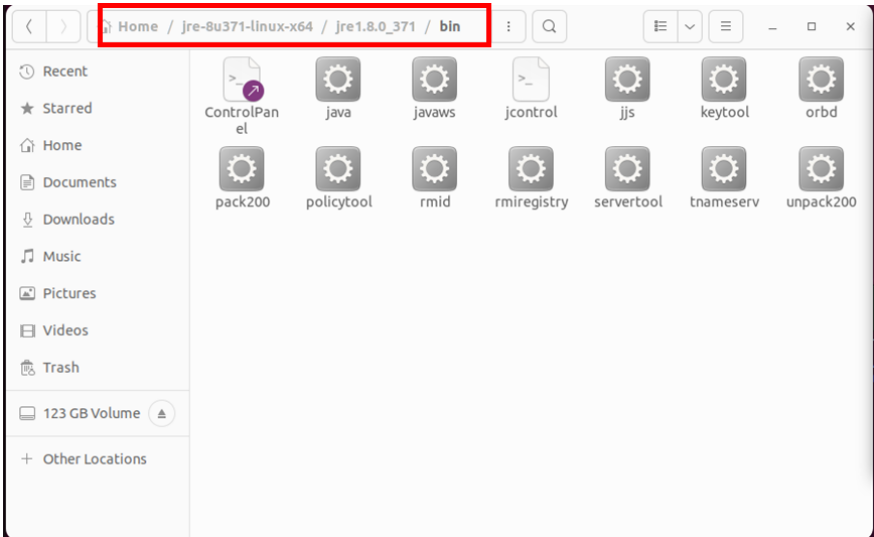 Home / jre-8u371-linux-x64 / jre1.8.0_371 / bin
Recent
Starred
Home
Documents
Downloads
Music
Pictures
Videos
Trash
123 GB Volume
+ Other Locations
ControlPan
el
java
javaws
jcontrol
jjs
keytool
orbd
pack200
policytool
rmid
rmiregistry
servertool
tnameserv
unpack200